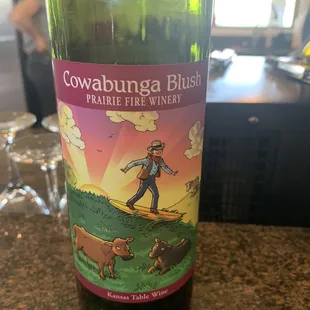 Cowabunga Blush
PRAIRIE FIRE WINERY
Kansas Table Wine